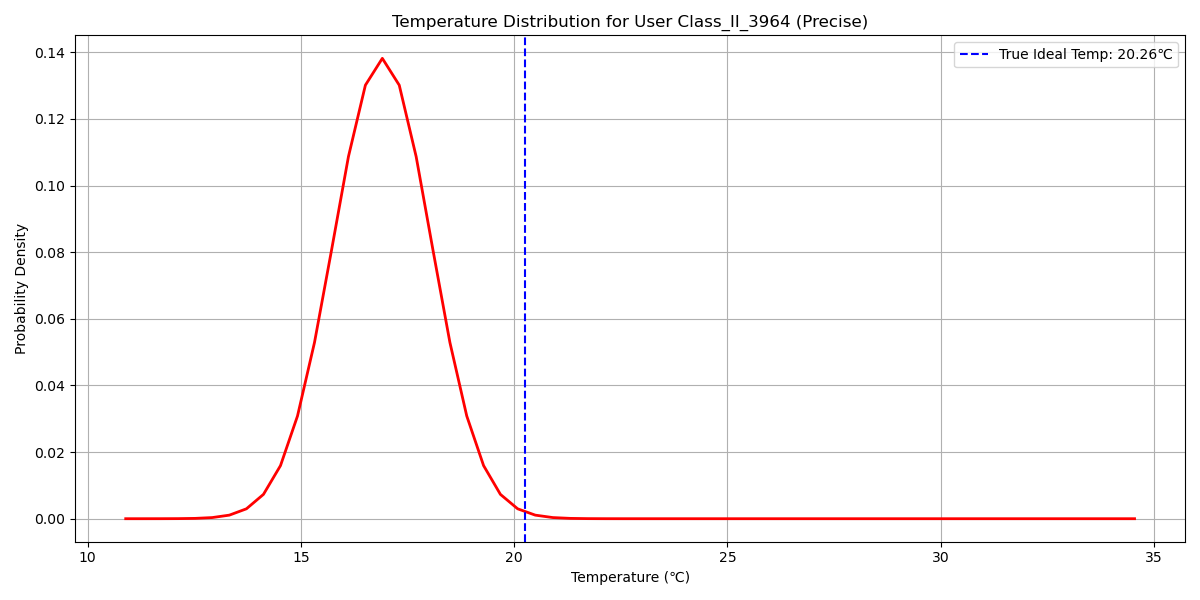 Temperature Distribution for User Class_II_3964 (Precise)
True Ideal Temp: 20.26℃
Probability Density
0.14
0.12
0.10
0.08
0.06
0.04
0.02
0.00
10 15 20 25 30 35
Temperature (℃)